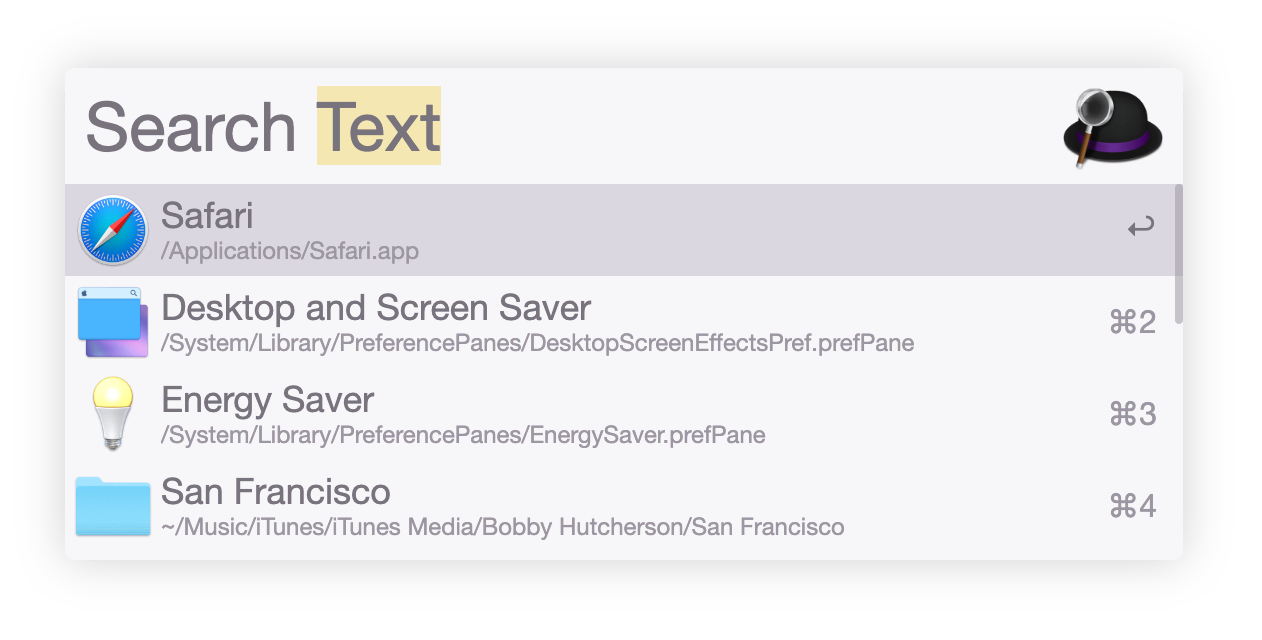 Search Text
Safari
/Applications/Safari.app
Desktop and Screen Saver
⌘2
/System/Library/PreferencePanes/DesktopScreenEffectsPref.prefPane
Energy Saver
⌘3
/System/Library/PreferencePanes/EnergySaver.prefPane
San Francisco
⌘4
~/Music/iTunes/iTunes Media/Bobby Hutcherson/San Francisco